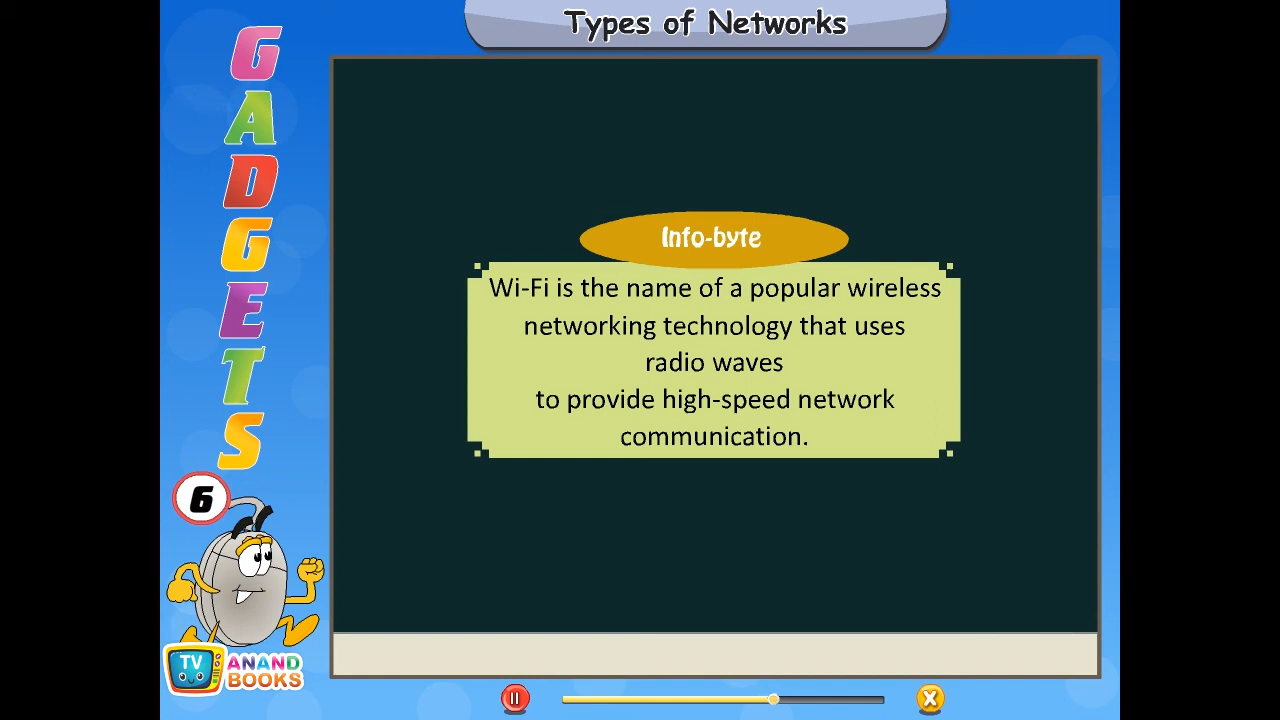 Types of Networks
GADGETS
6
Info-byte
Wi-Fi is the name of a popular wireless
networking technology that uses
radio waves
to provide high-speed network
communication.
TV
ANAND
BOOKS